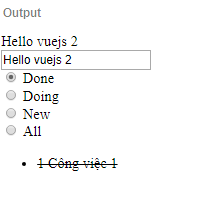 Output
Hello vuejs 2
Hello vuejs 2
Done
Doing
New
All
1 Công việc 1